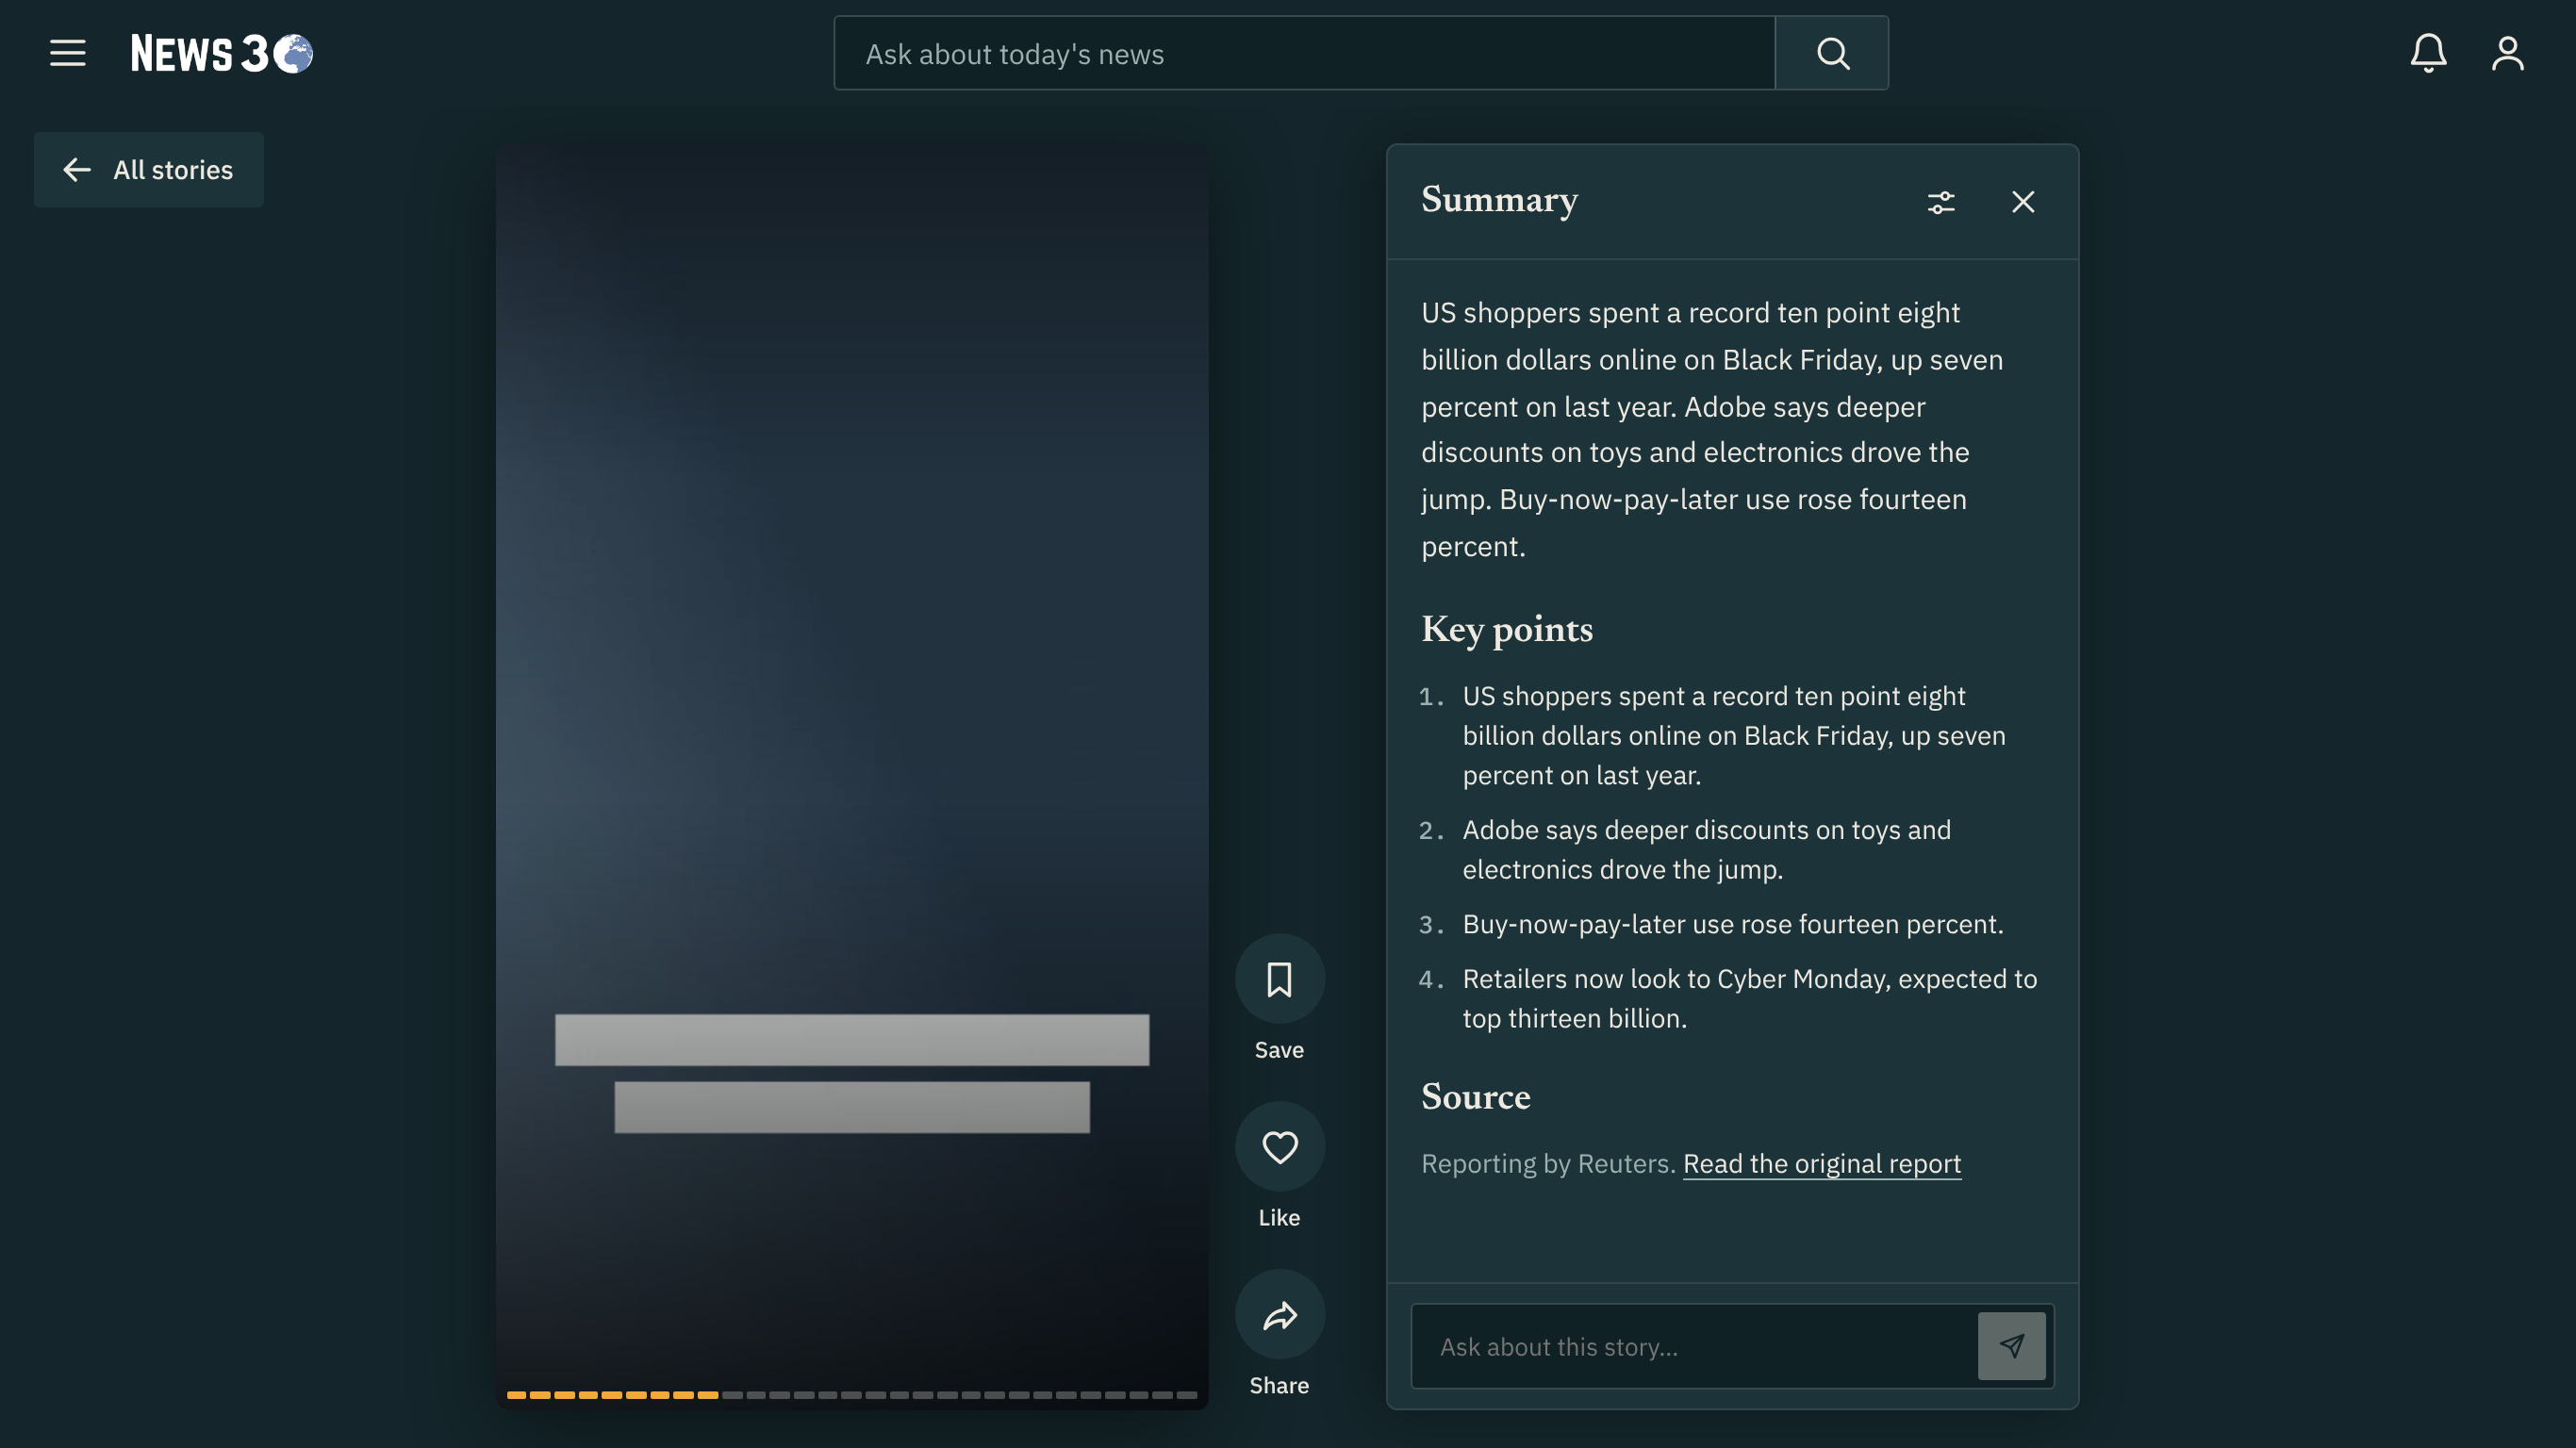 NEWS 30
Ask about today's news
All stories
Summary
US shoppers spent a record ten point eight
billion dollars online on Black Friday, up seven
percent on last year. Adobe says deeper
discounts on toys and electronics drove the
jump. Buy-now-pay-later use rose fourteen
percent.
Key points
1. US shoppers spent a record ten point eight
billion dollars online on Black Friday, up seven
percent on last year.
2. Adobe says deeper discounts on toys and
electronics drove the jump.
3. Buy-now-pay-later use rose fourteen percent.
4. Retailers now look to Cyber Monday, expected to
top thirteen billion.
Source
Reporting by Reuters. Read the original report
Save
Like
Share
Ask about this story...